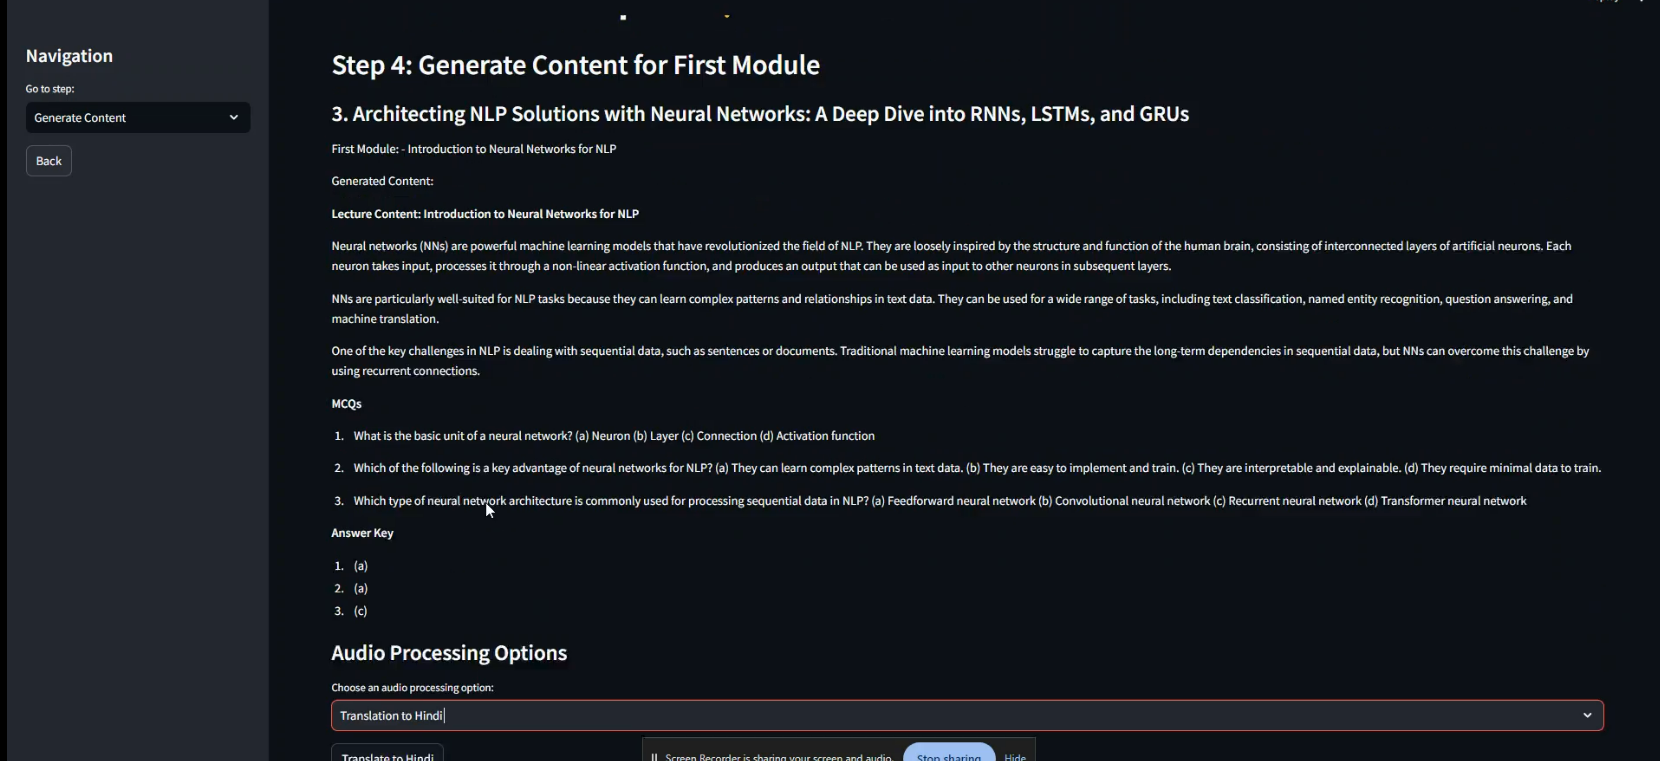 Navigation
Go to step:
Generate Content
Back
Step 4: Generate Content for First Module
3. Architecting NLP Solutions with Neural Networks: A Deep Dive into RNNs, LSTMs, and GRUs
First Module: - Introduction to Neural Networks for NLP
Generated Content:
Lecture Content: Introduction to Neural Networks for NLP
Neural networks (NNs) are powerful machine learning models that have revolutionized the field of NLP. They are loosely inspired by the structure and function of the human brain, consisting of interconnected layers of artificial neurons. Each
neuron takes input, processes it through a non-linear activation function, and produces an output that can be used as input to other neurons in subsequent layers.
NNs are particularly well-suited for NLP tasks because they can learn complex patterns and relationships in text data. They can be used for a wide range of tasks, including text classification, named entity recognition, question answering, and
machine translation.
One of the key challenges in NLP is dealing with sequential data, such as sentences or documents. Traditional machine learning models struggle to capture the long-term dependencies in sequential data, but NNs can overcome this challenge by
using recurrent connections.
MCQs
1. What is the basic unit of a neural network? (a) Neuron (b) Layer (c) Connection (d) Activation function
2. Which of the following is a key advantage of neural networks for NLP? (a) They can learn complex patterns in text data. (b) They are easy to implement and train. (c) They are interpretable and explainable. (d) They require minimal data to train.
3. Which type of neural network architecture is commonly used for processing sequential data in NLP? (a) Feedforward neural network (b) Convolutional neural network (c) Recurrent neural network (d) Transformer neural network
Answer Key
1. (a)
2. (a)
3. (c)
Audio Processing Options
Choose an audio processing option:
Translation to Hindi
Translate to Hindi
Screen Recorder is sharing your screen and audio.
Stop sharing
Hide